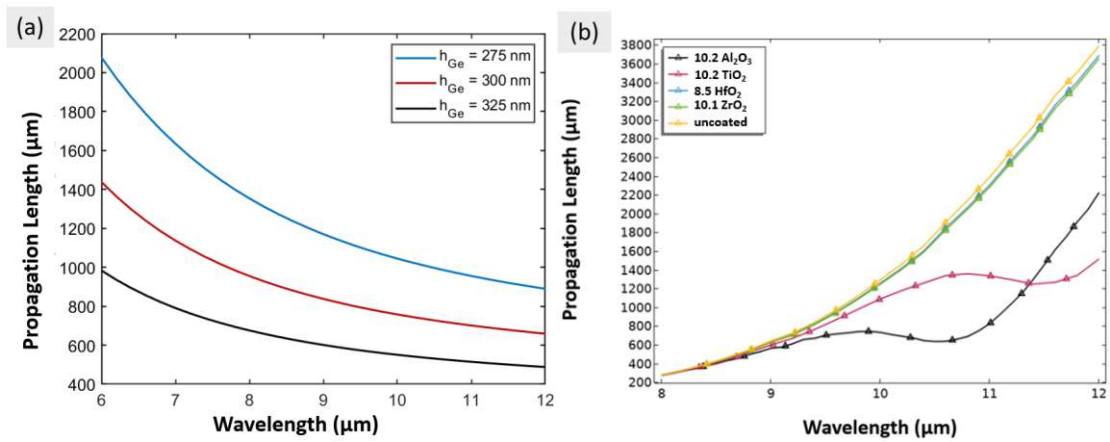 (a)
2200
2000
1800
1600
1400
1200
1000
800
600
400
6
7
8
9
10
11
12
Propagation Length (µm)
Wavelength (µm)
h_Ge = 275 nm
h_Ge = 300 nm
h_Ge = 325 nm
(b)
3800
3600
3400
3200
3000
2800
2600
2400
2200
2000
1800
1600
1400
1200
1000
800
600
400
200
8
9
10
11
12
Propagation Length (µm)
Wavelength (µm)
10.2 Al₂O₃
10.2 TiO₂
8.5 HfO₂
10.1 ZrO₂
uncoated